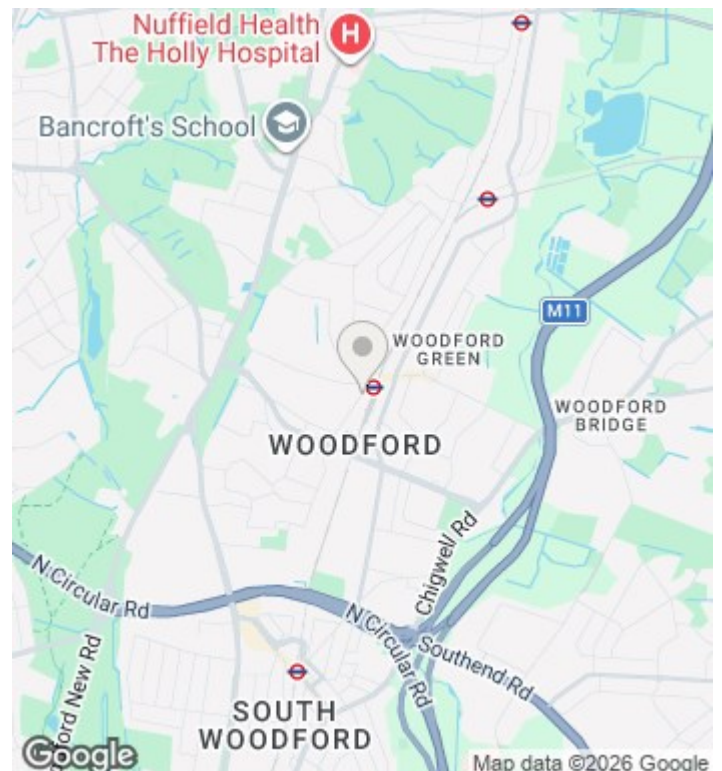 Nuffield Health
The Holly Hospital
H
Bancroft's School
M11
WOODFORD
GREEN
WOODFORD
BRIDGE
WOODFORD
Chigwell Rd
N Circular Rd
N Circular Rd
Southend Rd
SOUTH
WOODFORD
New Rd
Google
Map data ©2026 Google